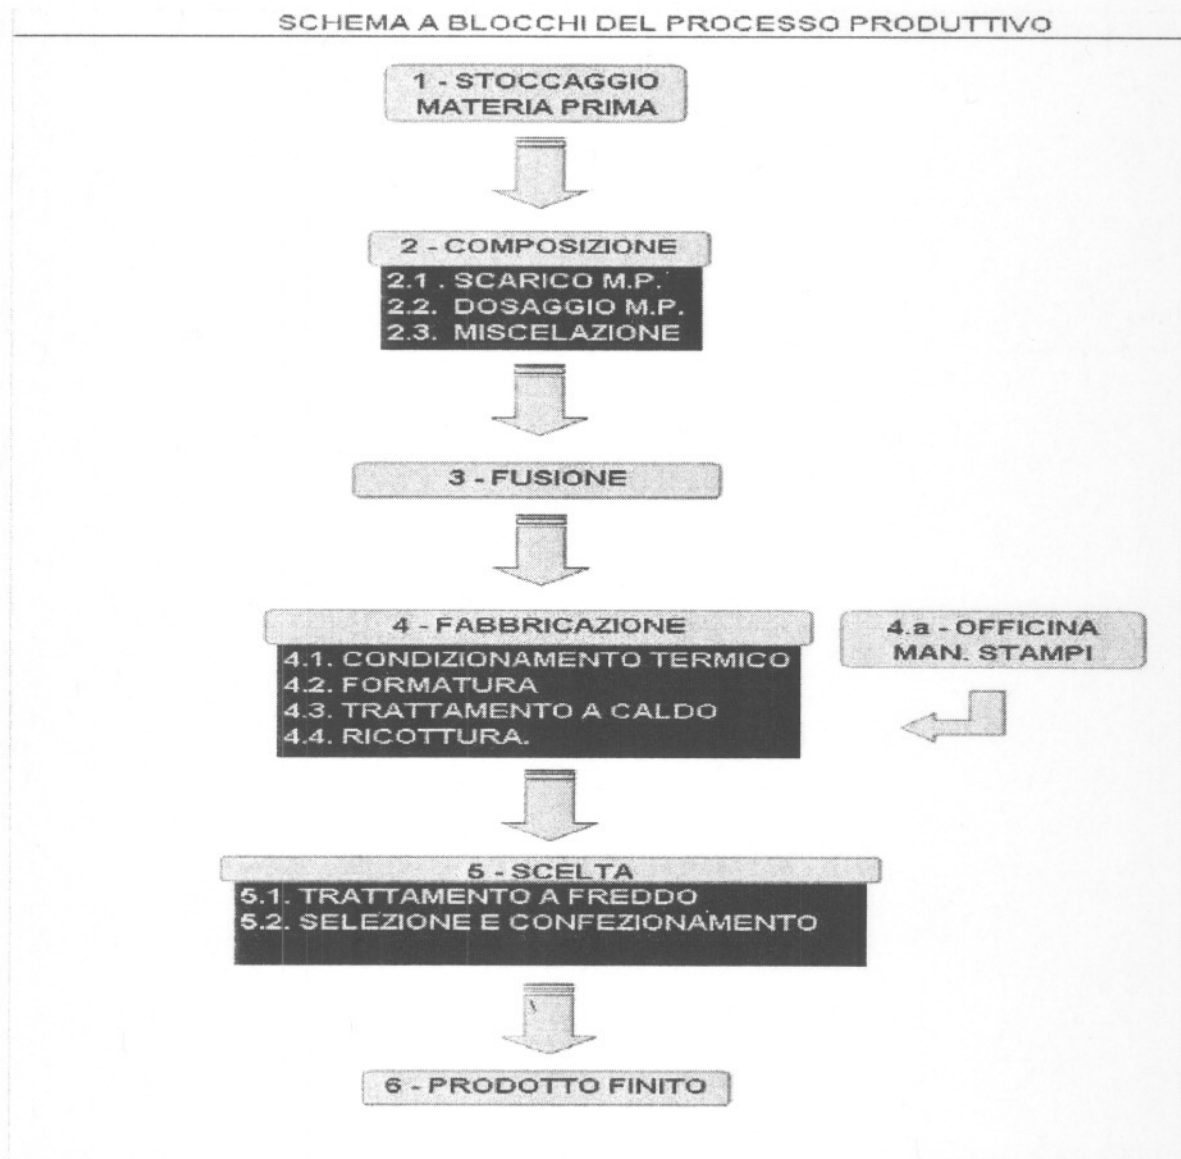 SCHEMA A BLOCCHI DEL PROCESSO PRODUTTIVO
1 - STOCCAGGIO
MATERIA PRIMA
2 - COMPOSIZIONE
2.1 . SCARICO M.P.
2.2. DOSAGGIO M.P.
2.3. MISCELAZIONE
3 - FUSIONE
4 - FABBRICAZIONE
4.1. CONDIZIONAMENTO TERMICO
4.2. FORMATURA
4.3. TRATTAMENTO A CALDO
4.4. RICOTTURA.
4.a - OFFICINA
MAN. STAMPI
5 - SCELTA
5.1. TRATTAMENTO A FREDDO
5.2. SELEZIONE E CONFEZIONAMENTO
6 - PRODOTTO FINITO